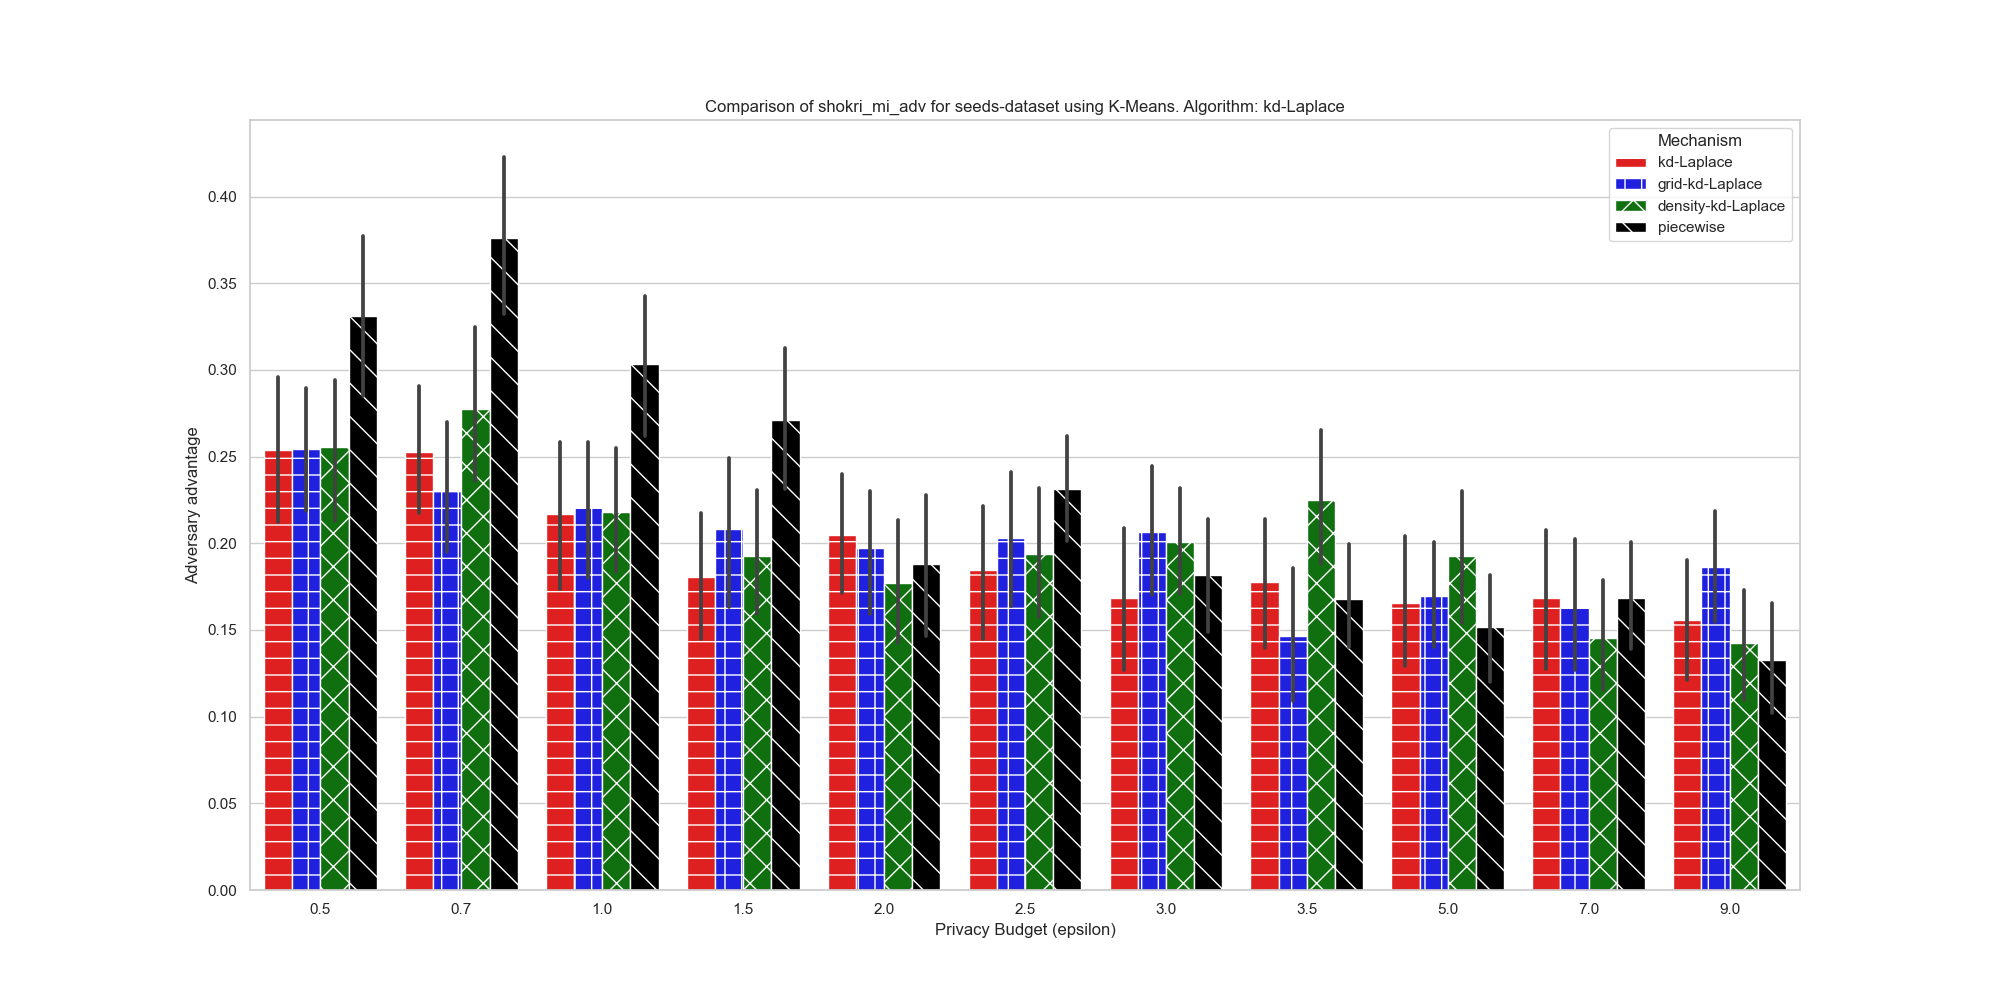 Comparison of shokri_mi_adv for seeds-dataset using K-Means. Algorithm: kd-Laplace
Mechanism
kd-Laplace
grid-kd-Laplace
density-kd-Laplace
piecewise
Adversary advantage
0.40
0.35
0.30
0.25
0.20
0.15
0.10
0.05
0.00
0.5 0.7 1.0 1.5 2.0 2.5 3.0 3.5 5.0 7.0 9.0
Privacy Budget (epsilon)